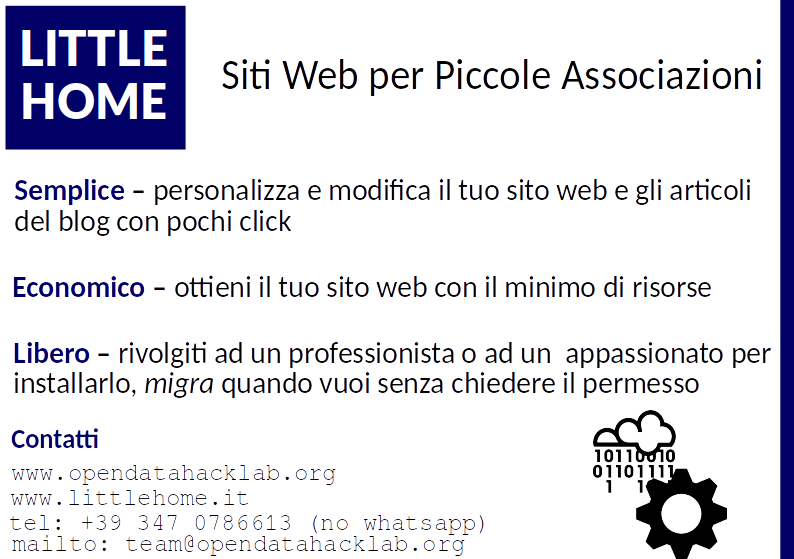 LITTLE
HOME
Siti Web per Piccole Associazioni
Semplice – personalizza e modifica il tuo sito web e gli articoli
del blog con pochi click
Economico – ottieni il tuo sito web con il minimo di risorse
Libero – rivolgiti ad un professionista o ad un  appassionato per
installarlo, migra quando vuoi senza chiedere il permesso
Contatti
www.opendatahacklab.org
www.littlehome.it
tel: +39 347 0786613 (no whatsapp)
mailto: team@opendatahacklab.org
10110010
01101111
1